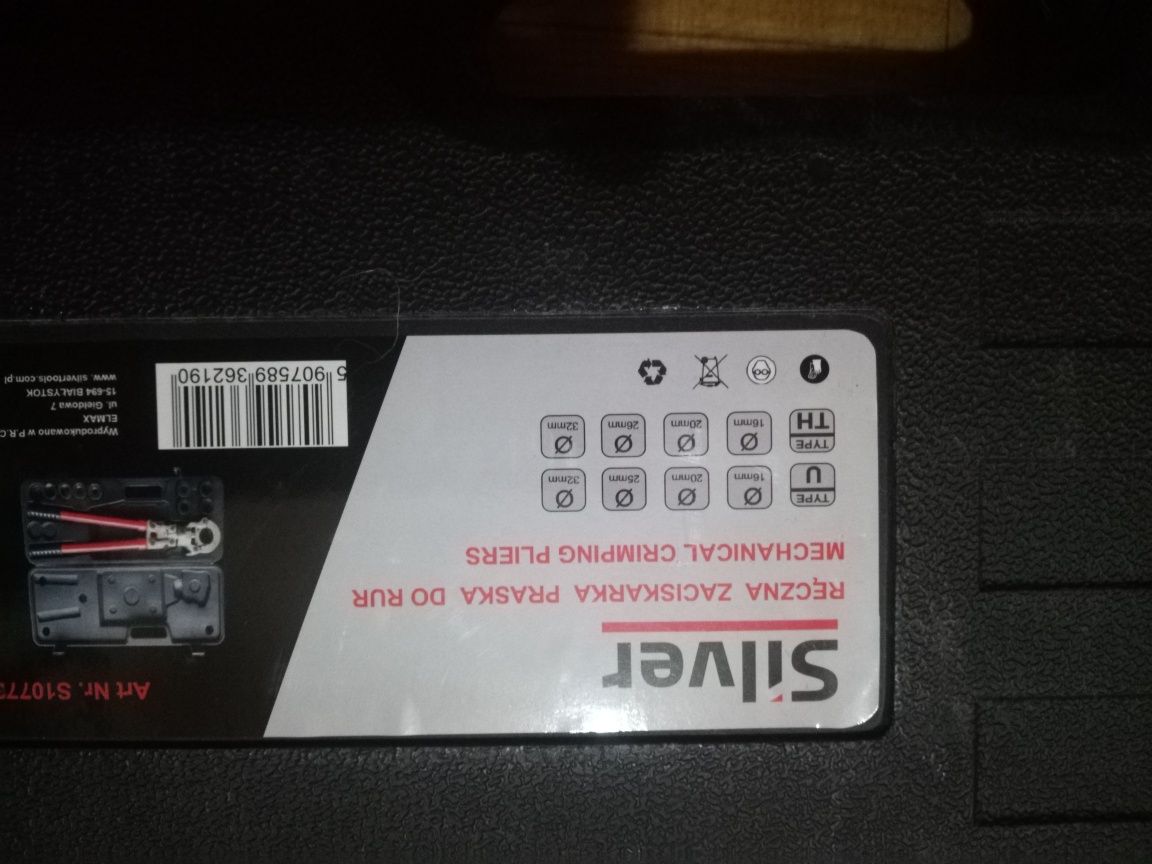 Silver
RĘCZNA ZACISKARKA PRASKA DO RUR
MECHANICAL CRIMPING PLIERS
TYPE U Ø 16mm Ø 20mm Ø 25mm Ø 32mm
TYPE TH Ø 16mm Ø 20mm Ø 26mm Ø 32mm
Art Nr. S10773
Wyprodukowano w P.R.C
ELMAX
ul. Giełdowa 7
15-694 BIAŁYSTOK
www. silvertools.com.pl
5 907589 362190